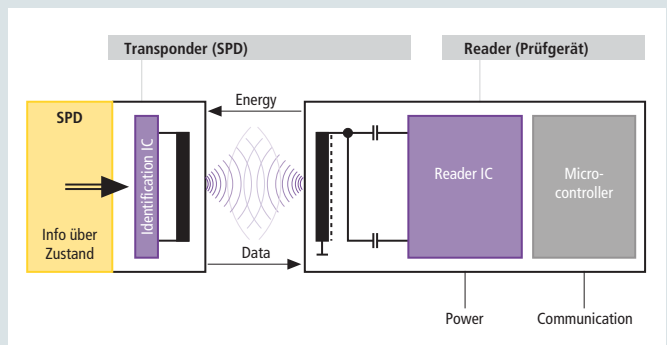 Transponder (SPD)
Reader (Prüfgerät)
Energy
SPD
Identification IC
Reader IC
Micro-
controller
Info über
Zustand
Data
Power
Communication